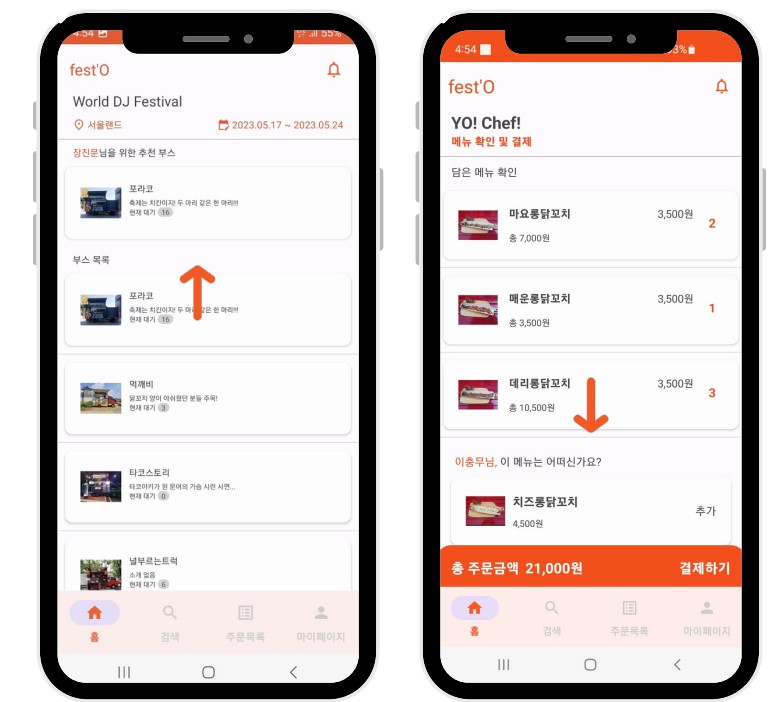 4:54
55%
fest'O
World DJ Festival
서울랜드
2023.05.17 ~ 2023.05.24
장진문님을 위한 추천 부스
포라코
축제는 치킨이지! 두 마리 같은 한 마리!!!
현재 대기 16
부스 목록
포라코
축제는 치킨이지! 두 마리 같은 한 마리!!!
현재 대기 16
먹깨비
닭꼬지 양이 아쉬웠던 분들 주목!
현재 대기 3
타코스토리
타코야키가 된 문어의 가슴 시린 사연...
현재 대기 0
널부르는트럭
소개 없음
현재 대기 6
홈
검색
주문목록
마이페이지
4:54
3%
fest'O
YO! Chef!
메뉴 확인 및 결제
담은 메뉴 확인
마요롱닭꼬치
3,500원
2
총 7,000원
매운롱닭꼬치
3,500원
1
총 3,500원
데리롱닭꼬치
3,500원
3
총 10,500원
이충무님, 이 메뉴는 어떠신가요?
치즈롱닭꼬치
4,500원
추가
총 주문금액 21,000원
결제하기
홈
검색
주문목록
마이페이지